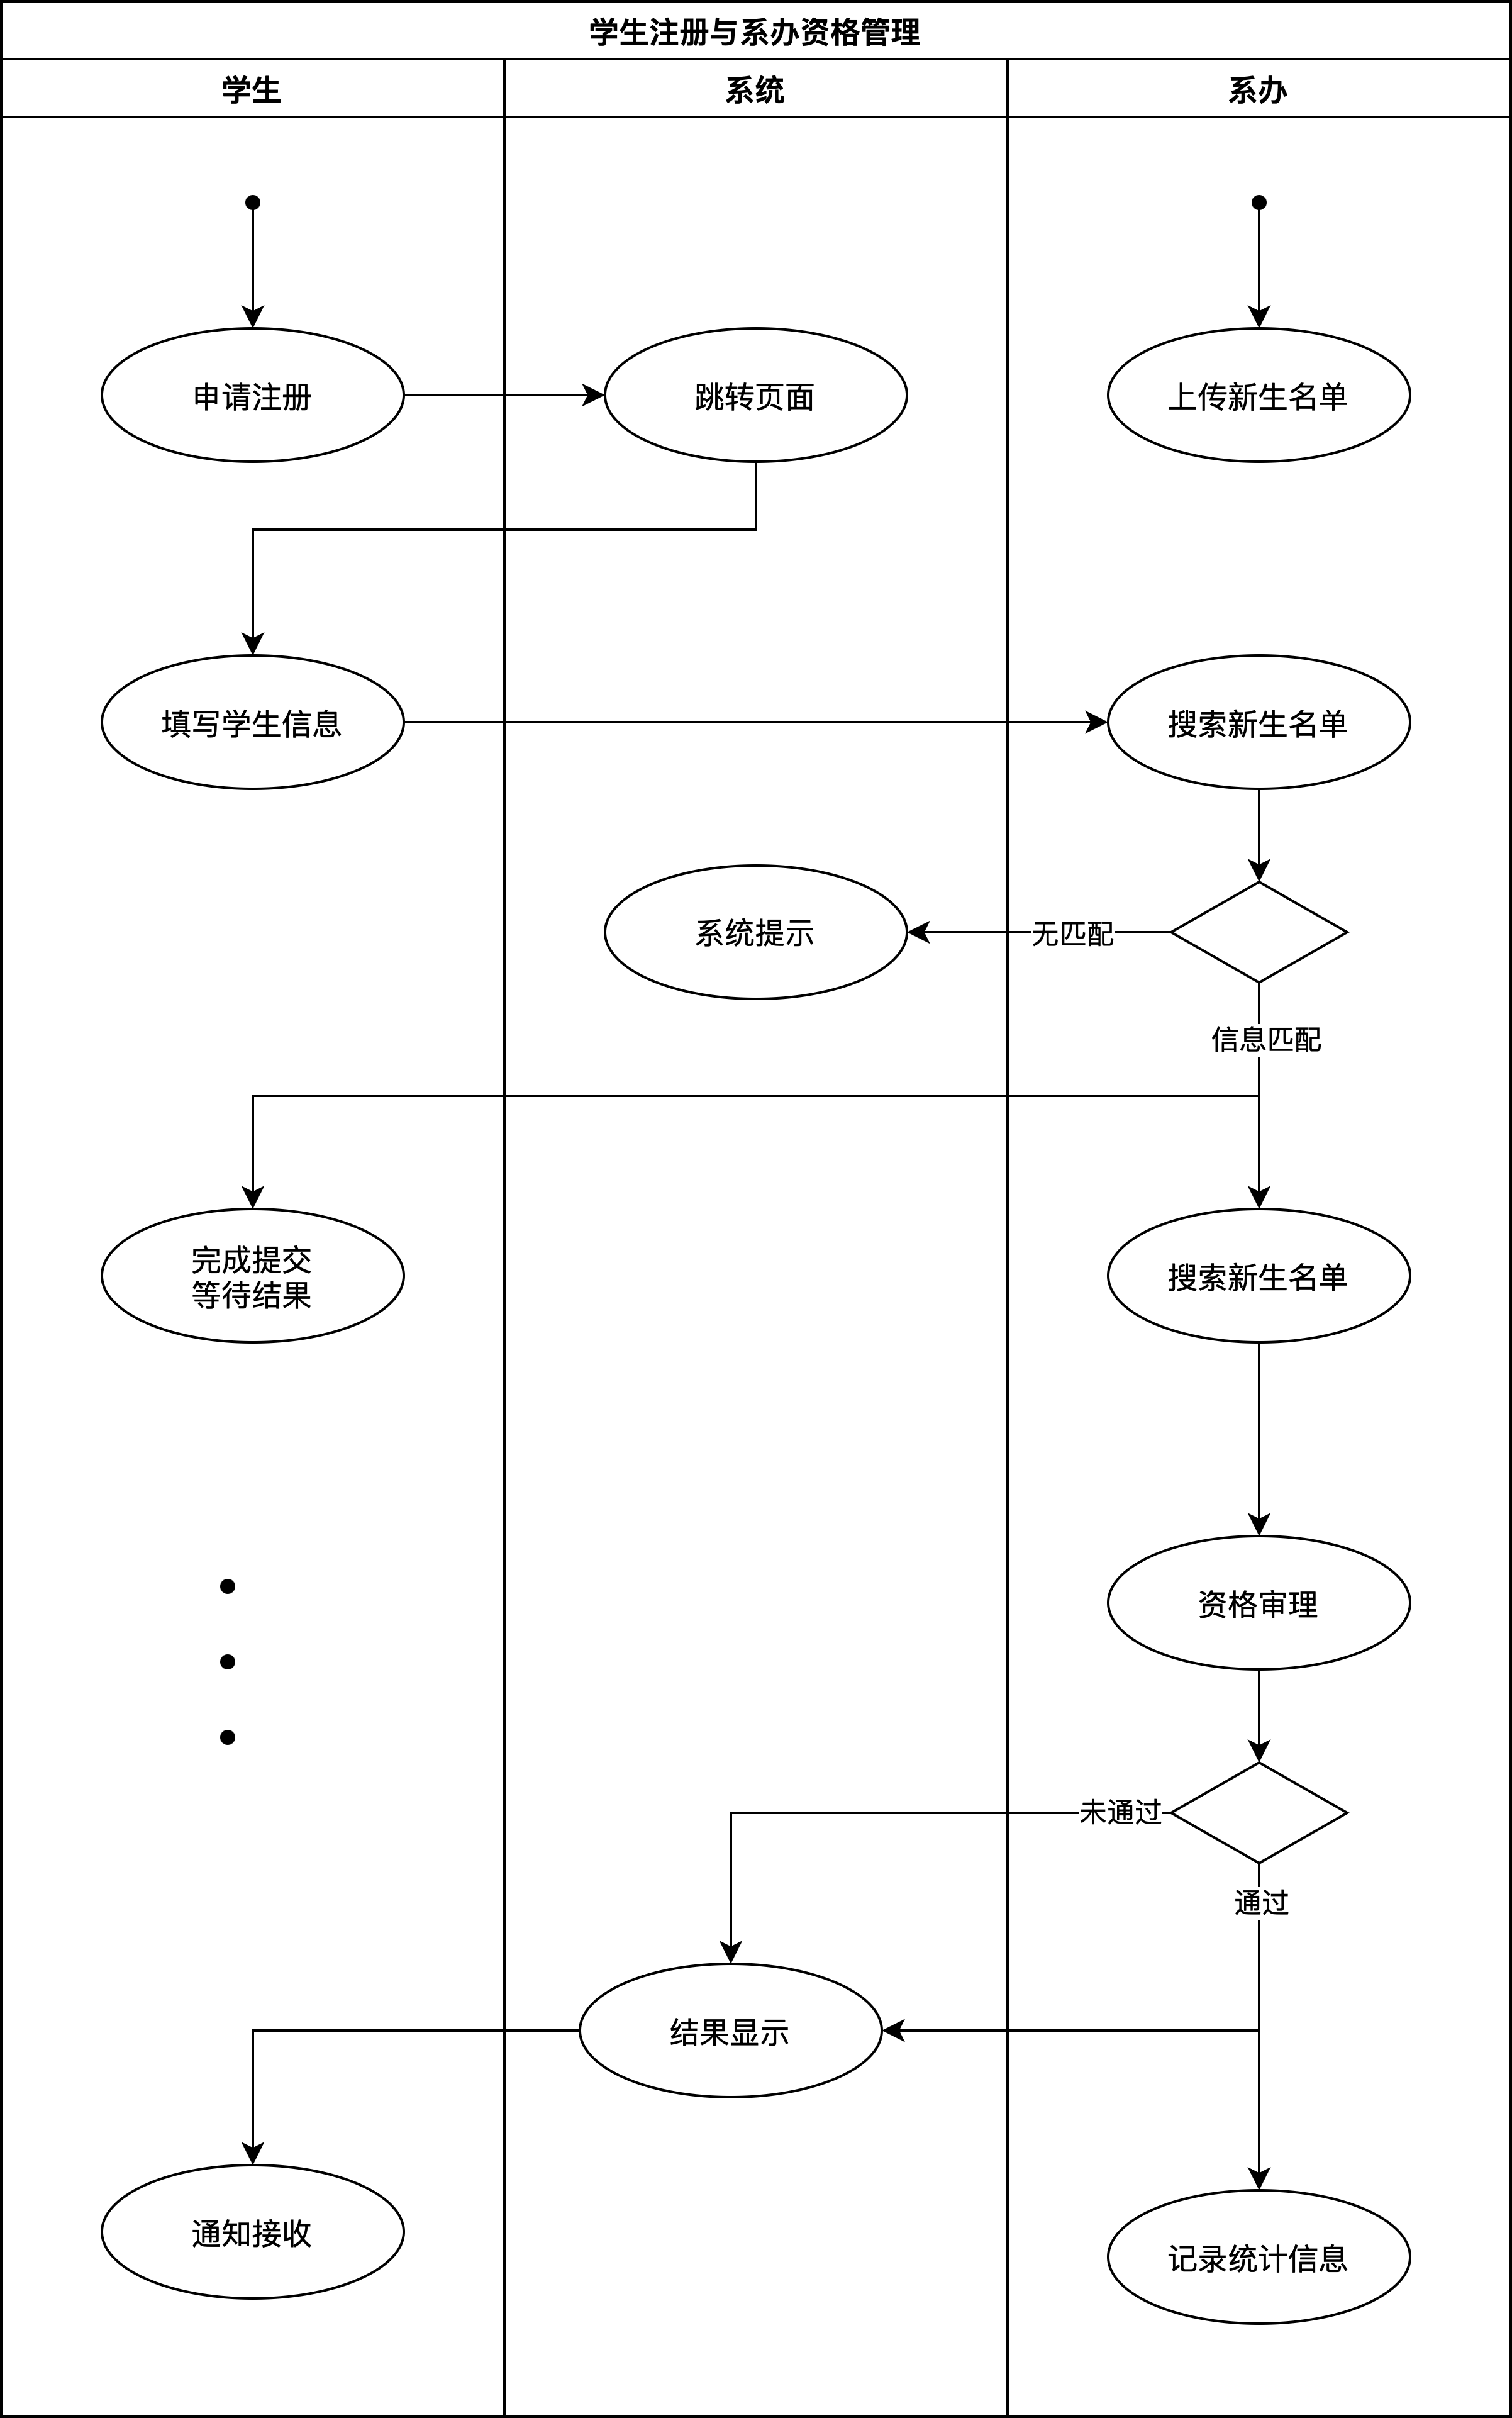 学生注册与系办资格管理
学生
系统
系办
申请注册
跳转页面
上传新生名单
填写学生信息
搜索新生名单
系统提示
无匹配
信息匹配
完成提交
等待结果
搜索新生名单
资格审理
未通过
通过
结果显示
通知接收
记录统计信息